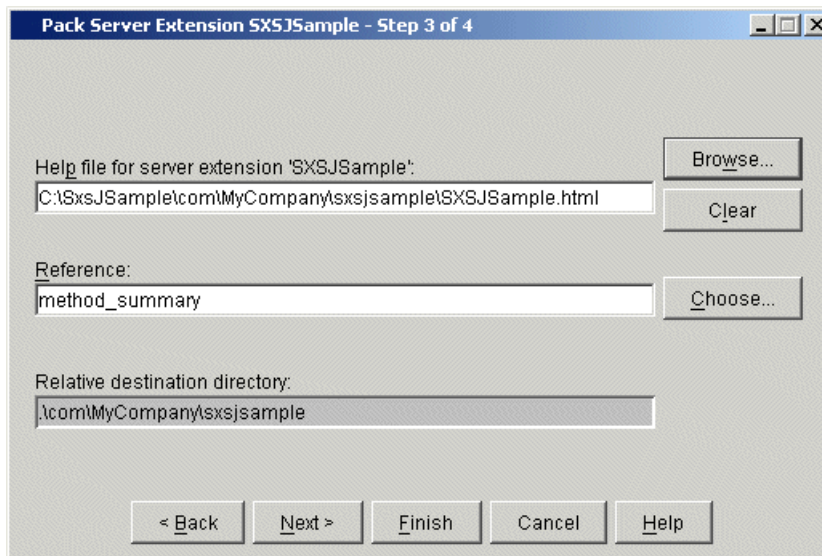 Pack Server Extension SXSJSample - Step 3 of 4
Help file for server extension 'SXSJSample':
Browse...
C:\SxsJSample\com\MyCompany\sxsjsample\SXSJSample.html
Clear
Reference:
method_summary
Choose...
Relative destination directory:
.\com\MyCompany\sxsjsample
< Back Next > Finish Cancel Help